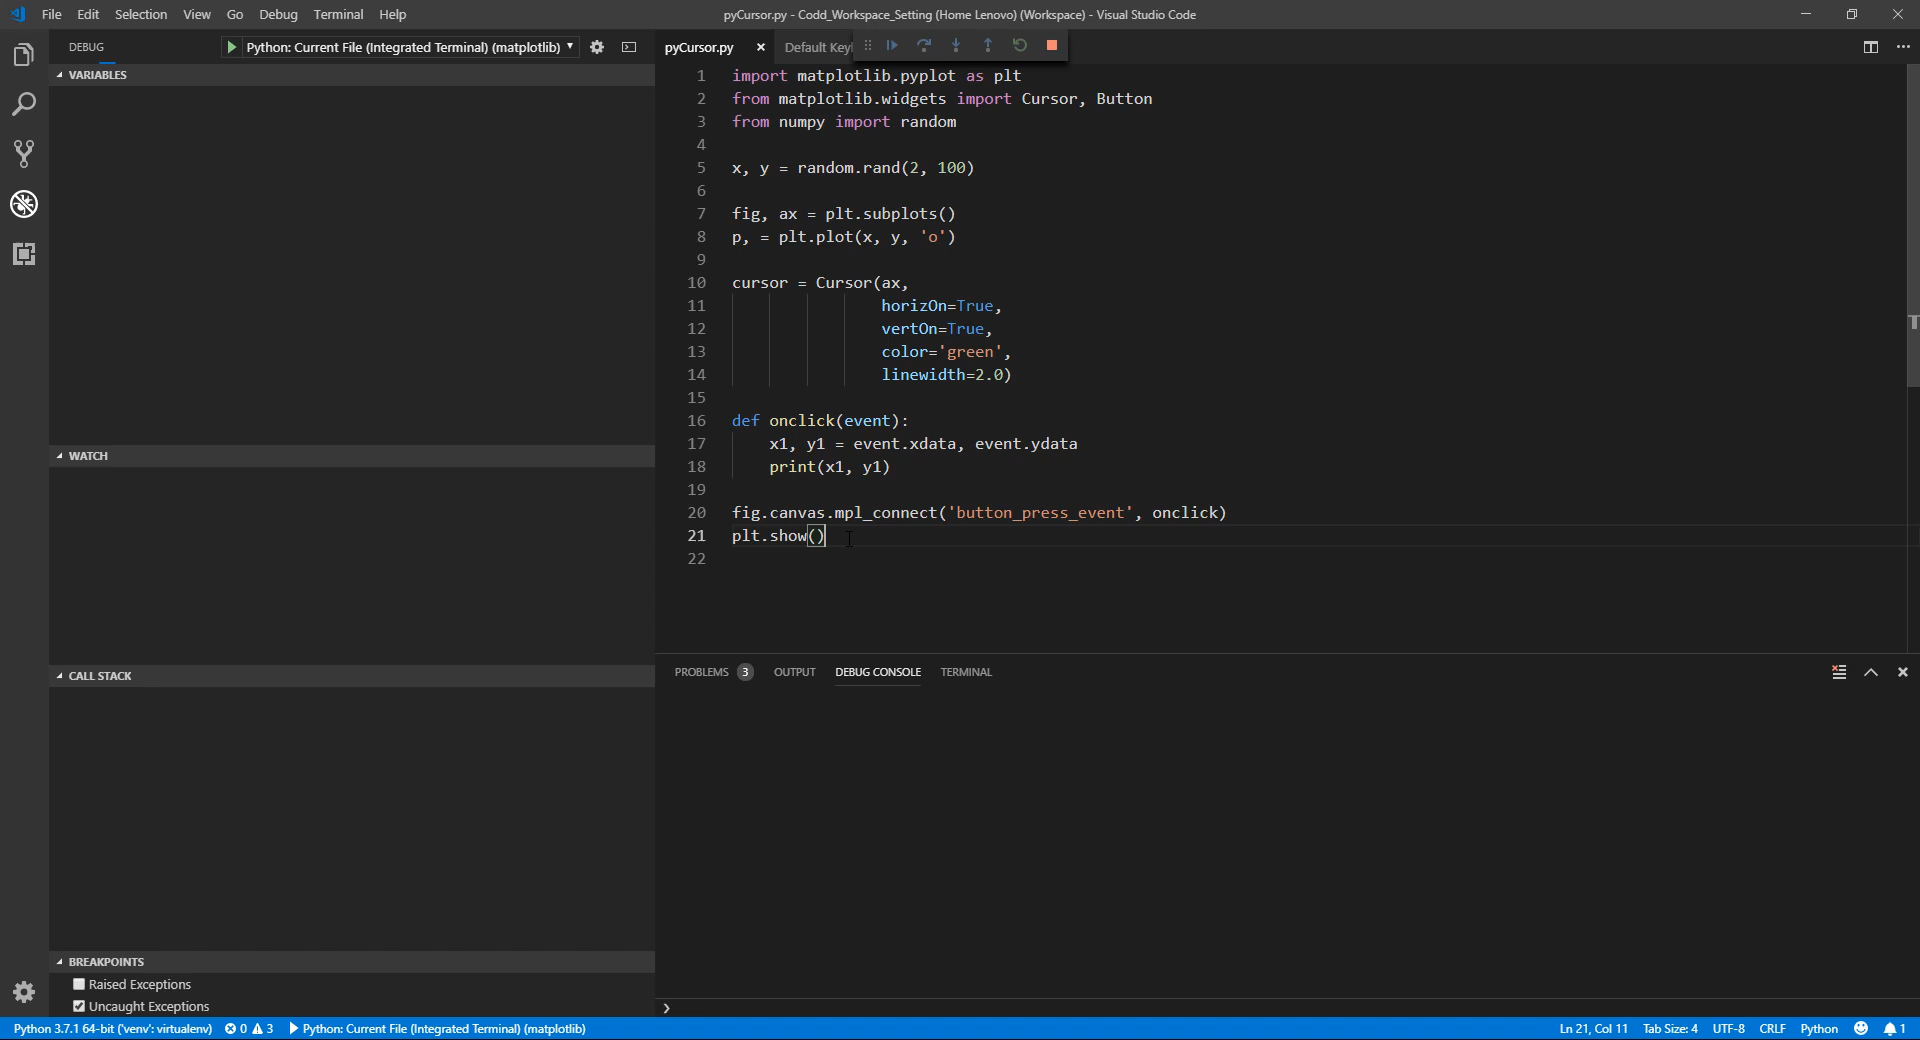 File Edit Selection View Go Debug Terminal Help
pyCursor.py - Codd_Workspace_Setting (Home Lenovo) (Workspace) - Visual Studio Code
DEBUG
Python: Current File (Integrated Terminal) (matplotlib)
pyCursor.py
Default Keyl
VARIABLES
WATCH
CALL STACK
BREAKPOINTS
Raised Exceptions
Uncaught Exceptions
1 import matplotlib.pyplot as plt
2 from matplotlib.widgets import Cursor, Button
3 from numpy import random
4
5 x, y = random.rand(2, 100)
6
7 fig, ax = plt.subplots()
8 p, = plt.plot(x, y, 'o')
9
10 cursor = Cursor(ax,
11 horizOn=True,
12 vertOn=True,
13 color='green',
14 linewidth=2.0)
15
16 def onclick(event):
17 x1, y1 = event.xdata, event.ydata
18 print(x1, y1)
19
20 fig.canvas.mpl_connect('button_press_event', onclick)
21 plt.show()
22
PROBLEMS 3 OUTPUT DEBUG CONSOLE TERMINAL
Python 3.7.1 64-bit ('venv': virtualenv) 0 3 Python: Current File (Integrated Terminal) (matplotlib)
Ln 21, Col 11 Tab Size: 4 UTF-8 CRLF Python 1